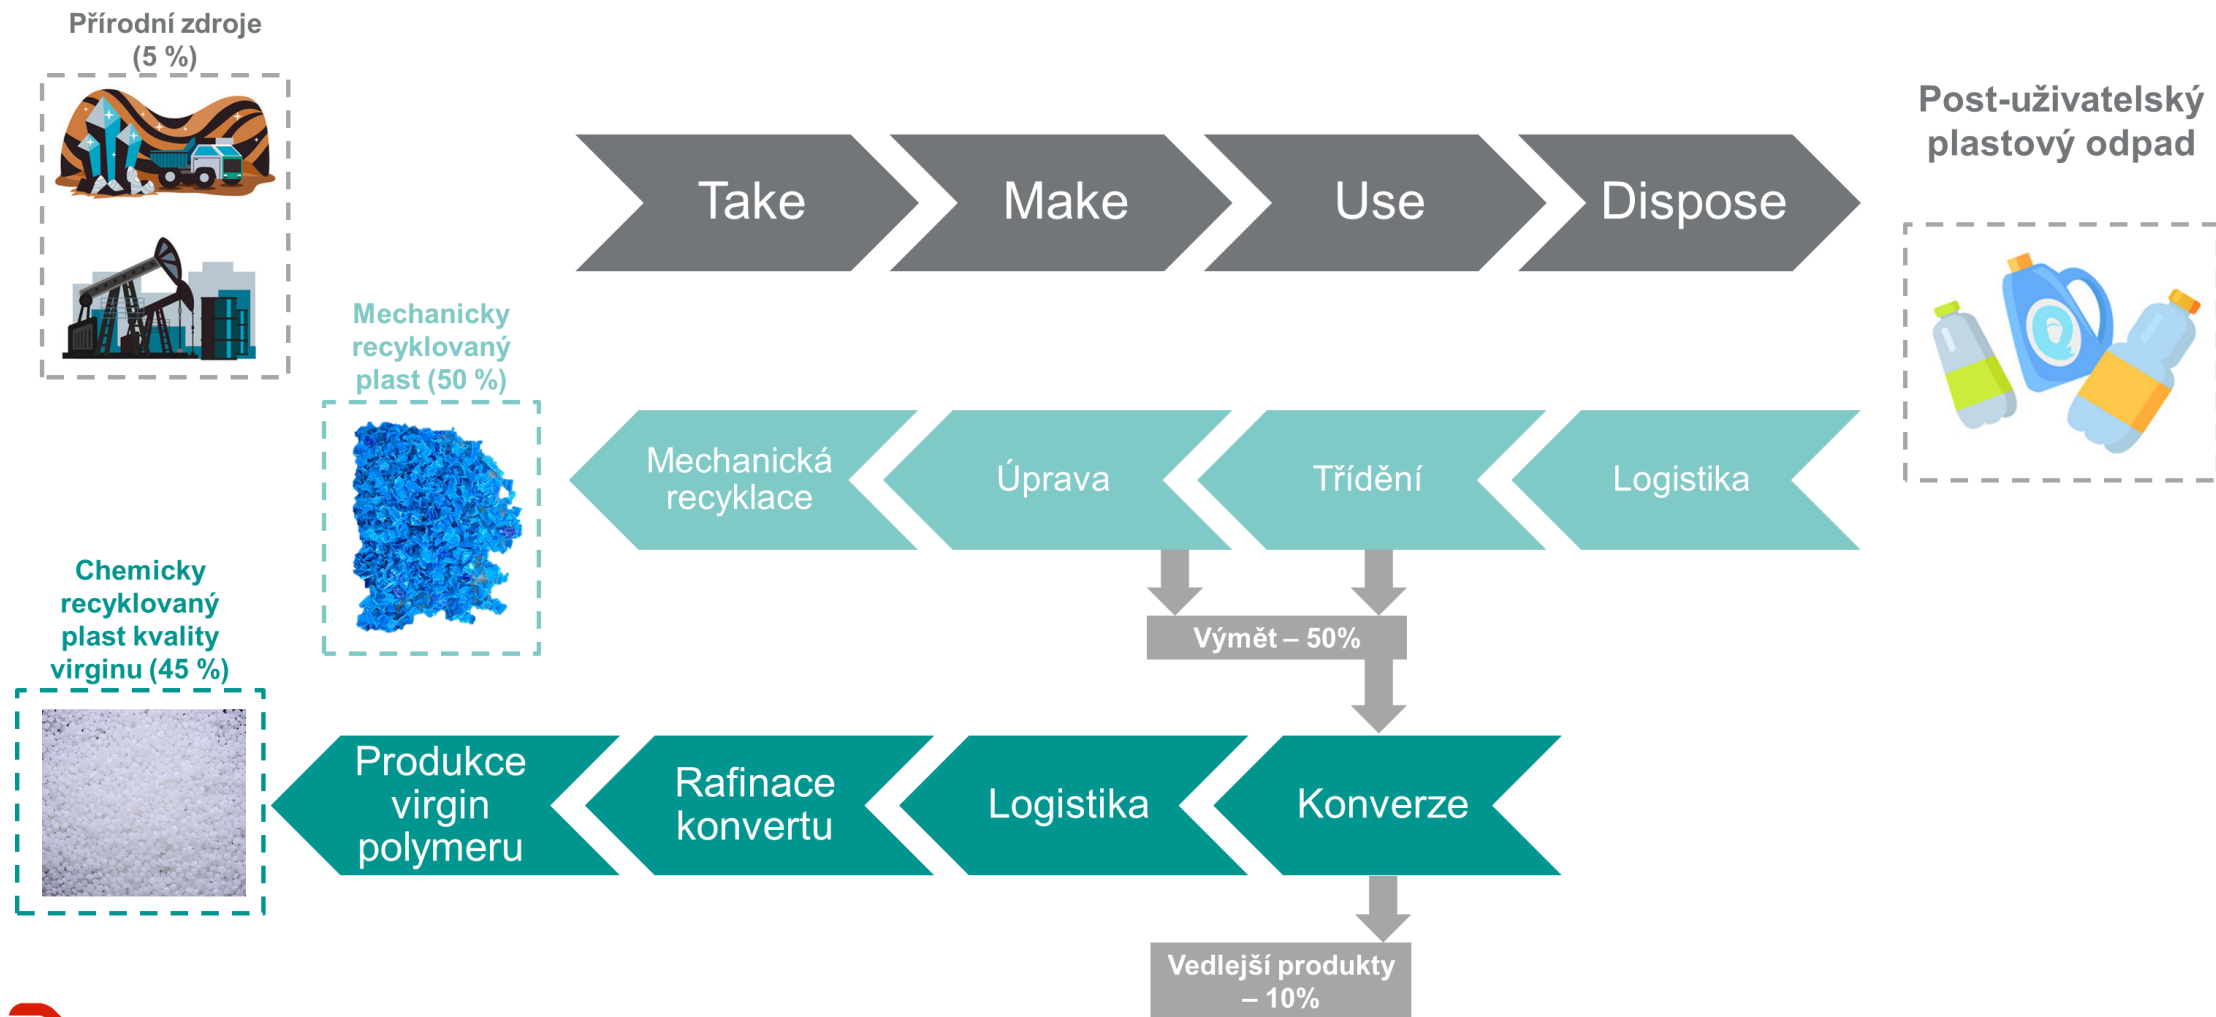 Přírodní zdroje
(5 %)
Post-uživatelský
plastový odpad
Take
Make
Use
Dispose
Mechanicky
recyklovaný
plast (50 %)
Mechanická
recyklace
Úprava
Třídění
Logistika
Výmět – 50%
Chemicky
recyklovaný
plast kvality
virginu (45 %)
Produkce
virgin
polymeru
Rafinace
konvertu
Logistika
Konverze
Vedlejší produkty
– 10%